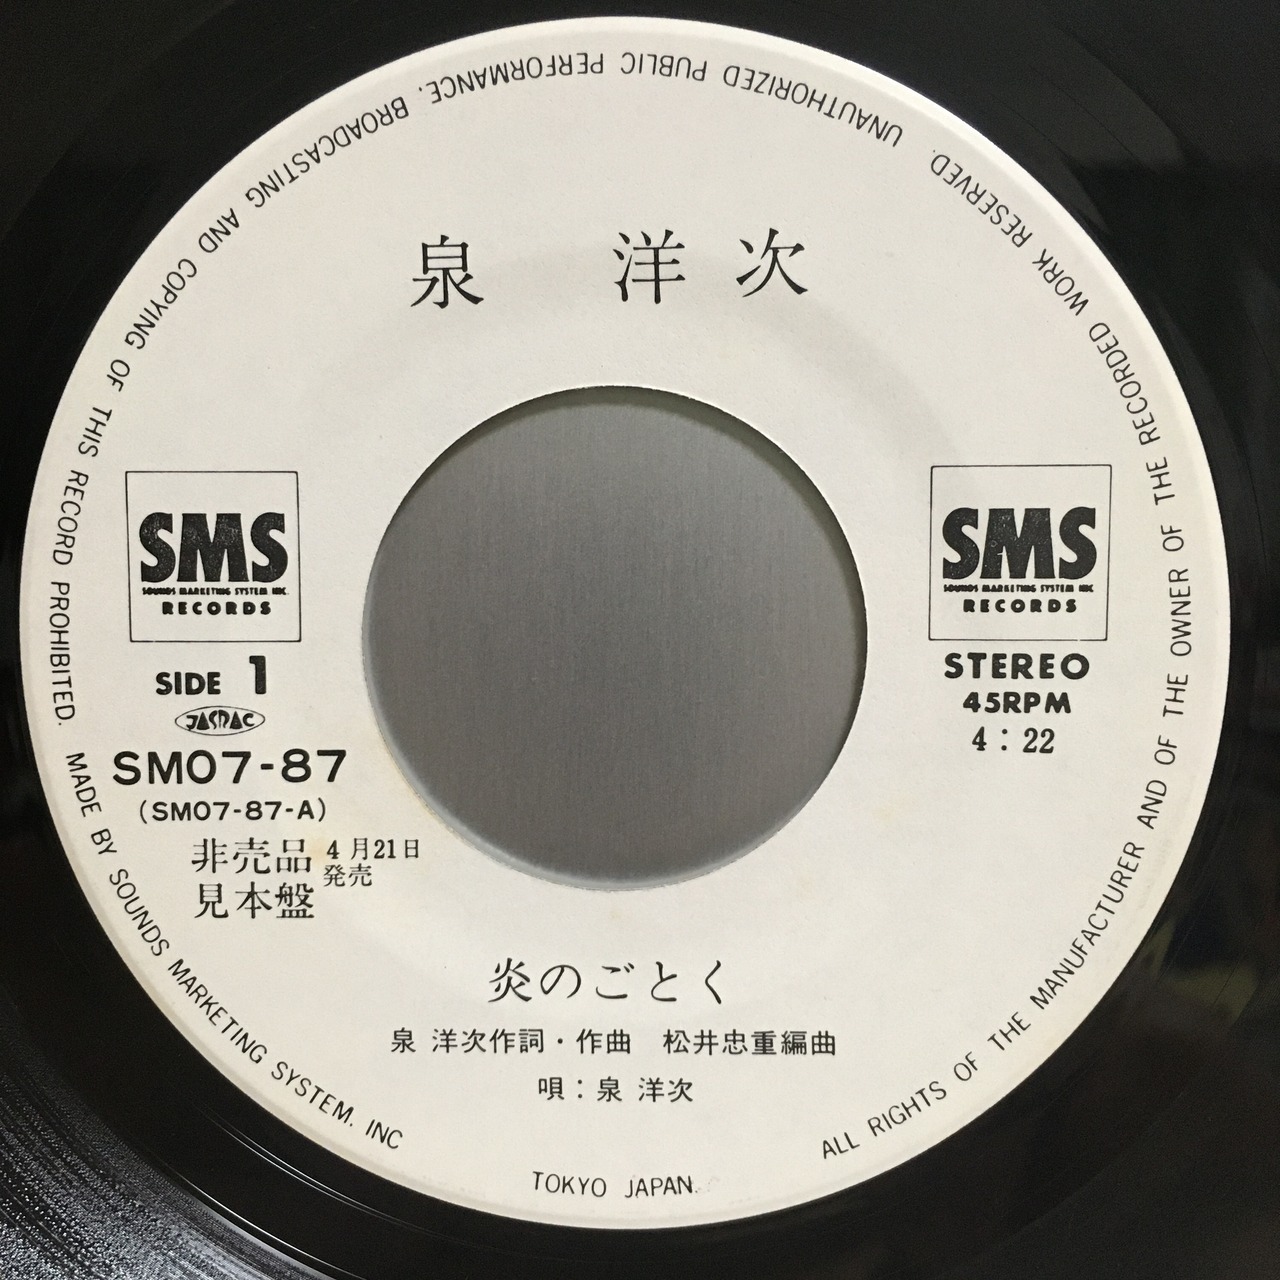 泉 洋次
SMS
SOUNDS MARKETING SYSTEM INC.
RECORDS
SIDE 1
JASRAC
SM07-87
(SM07-87-A)
非売品 4月21日
見本盤 発売
SMS
SOUNDS MARKETING SYSTEM INC
RECORDS
STEREO
45RPM
4:22
炎のごとく
泉 洋次作詞・作曲 松井忠重編曲
唄:泉 洋次
ALL RIGHTS OF THE MANUFACTURER AND OF THE OWNER OF THE RECORDED WORK RESERVED. UNAUTHORIZED PUBLIC PERFORMANCE. BROADCASTING AND COPYING OF THIS RECORD PROHIBITED. MADE BY SOUNDS MARKETING SYSTEM. INC
TOKYO JAPAN.